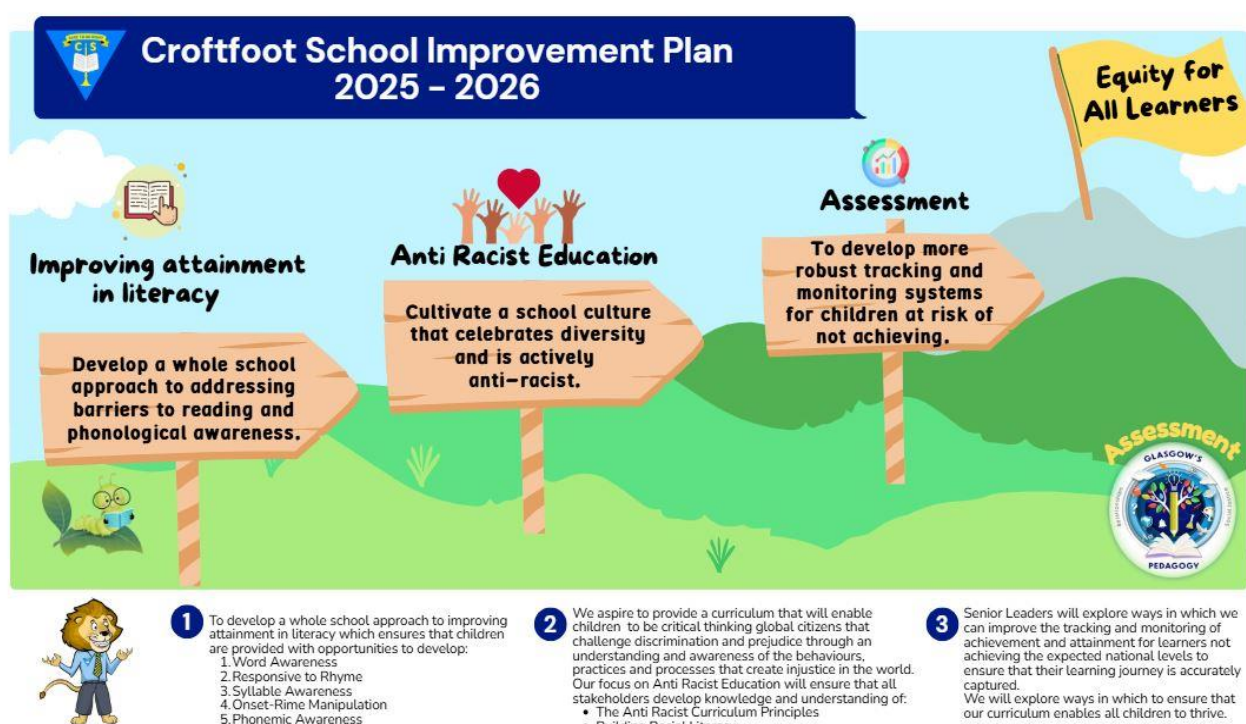 Croftfoot School Improvement Plan
2025 - 2026
CiS
Equity for
All Learners
Improving attainment
in literacy
Develop a whole school
approach to addressing
barriers to reading and
phonological awareness.
Anti Racist Education
Cultivate a school culture
that celebrates diversity
and is actively
anti-racist.
Assessment
To develop more
robust tracking and
monitoring systems
for children at risk of
not achieving.
Assessment
GLASGOW'S
PEDAGOGY
1
To develop a whole school approach to improving
attainment in literacy which ensures that children
are provided with opportunities to develop:
1. Word Awareness
2. Responsive to Rhyme
3. Syllable Awareness
4. Onset-Rime Manipulation
5. Phonemic Awareness
2
We aspire to provide a curriculum that will enable
children to be critical thinking global citizens that
challenge discrimination and prejudice through an
understanding and awareness of the behaviours,
practices and processes that create injustice in the world.
Our focus on Anti Racist Education will ensure that all
stakeholders develop knowledge and understanding of:
• The Anti Racist Curriculum Principles
• Building Racial Literacy
3
Senior Leaders will explore ways in which we
can improve the tracking and monitoring of
achievement and attainment for learners not
achieving the expected national levels to
ensure that their learning journey is accurately
captured.
We will explore ways in which to ensure that
our curriculum enables all children to thrive.